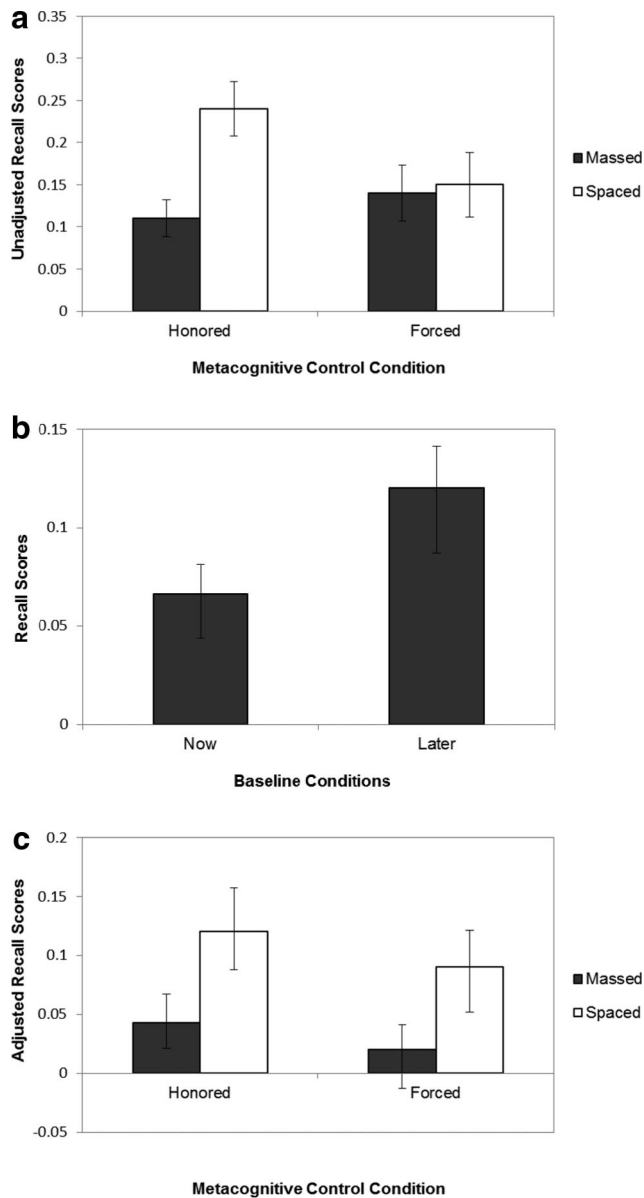 a
Unadjusted Recall Scores
0.35
0.3
0.25
0.2
0.15
0.1
0.05
0
Honored
Forced
Metacognitive Control Condition
Massed
Spaced
b
Recall Scores
0.15
0.1
0.05
0
Now
Later
Baseline Conditions
c
Adjusted Recall Scores
0.2
0.15
0.1
0.05
0
-0.05
Honored
Forced
Metacognitive Control Condition
Massed
Spaced